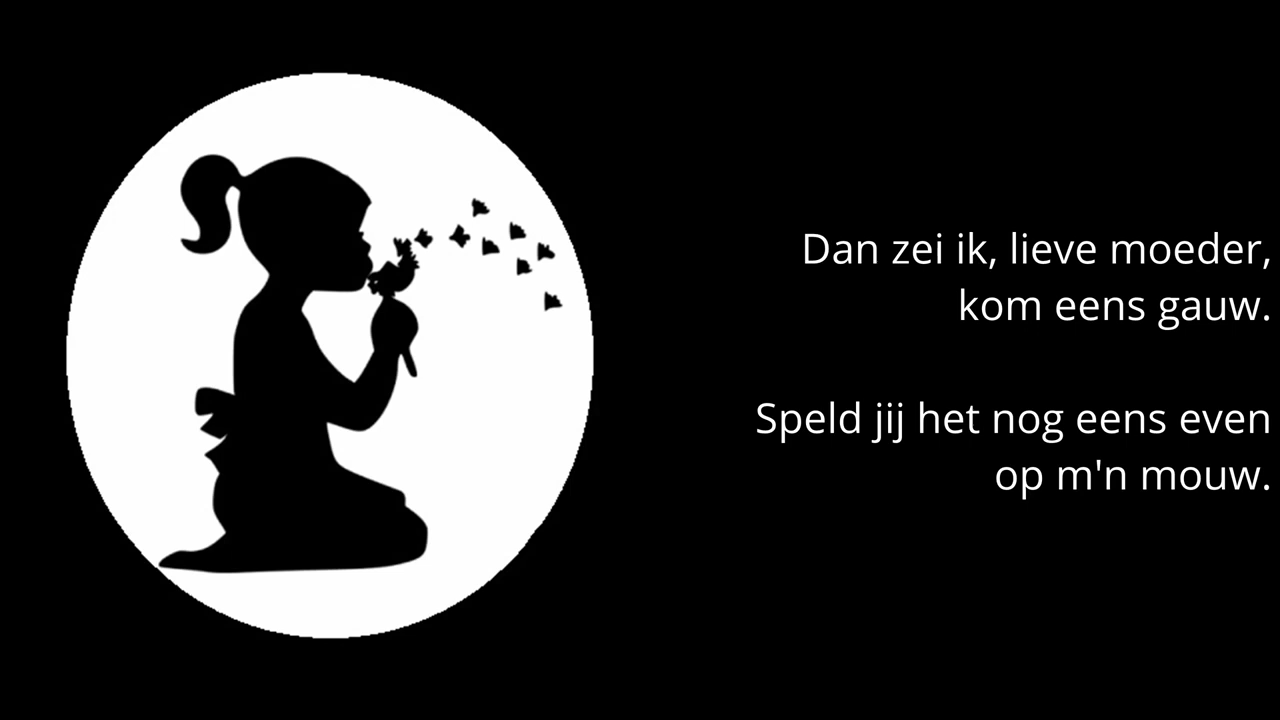 Dan zei ik, lieve moeder,
kom eens gauw.
Speld jij het nog eens even
op m'n mouw.